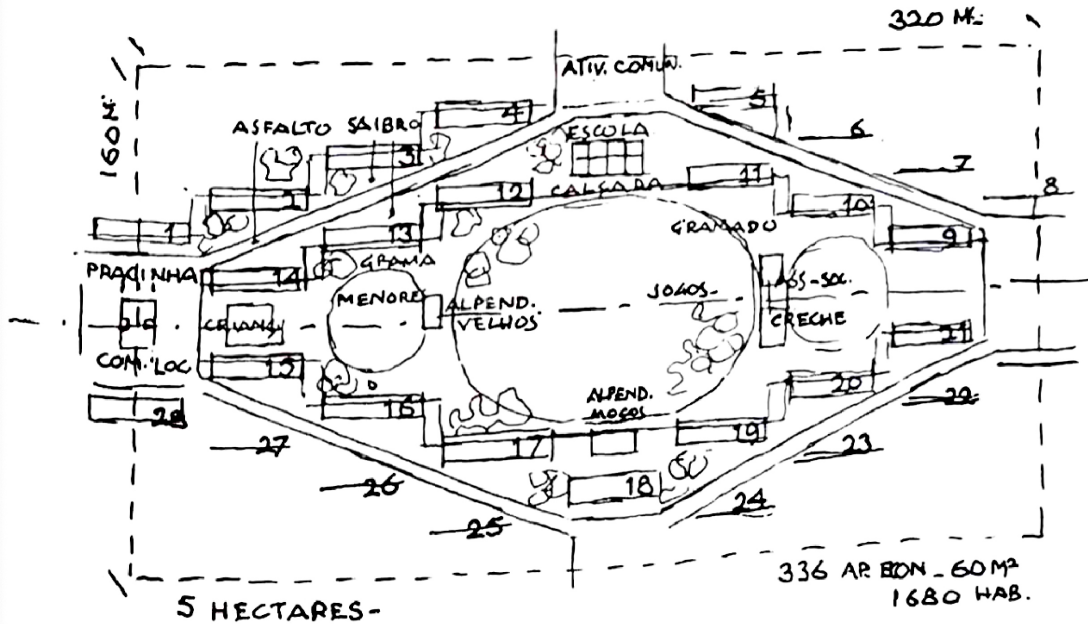 320 M.
160 M.
ATIV. COMUN.
4
5
ASFALTO SAIBRO
ESCOLA
6
3
7
11
CALÇADA
2
12
8
10
GRAMADO
1
13
9
GRAMA
PRACINHA
14
MENORES
ALPEND.
VELHOS
JOGOS-
ASS-SOC.
CRECHE
CRIANÇ
COM. LOC
15
21
20
ALPEND.
MOÇOS
22
28
16
19
17
23
27
18
26
24
25
336 AP. ECON - 60 M²
1680 HAB.
5 HECTARES-